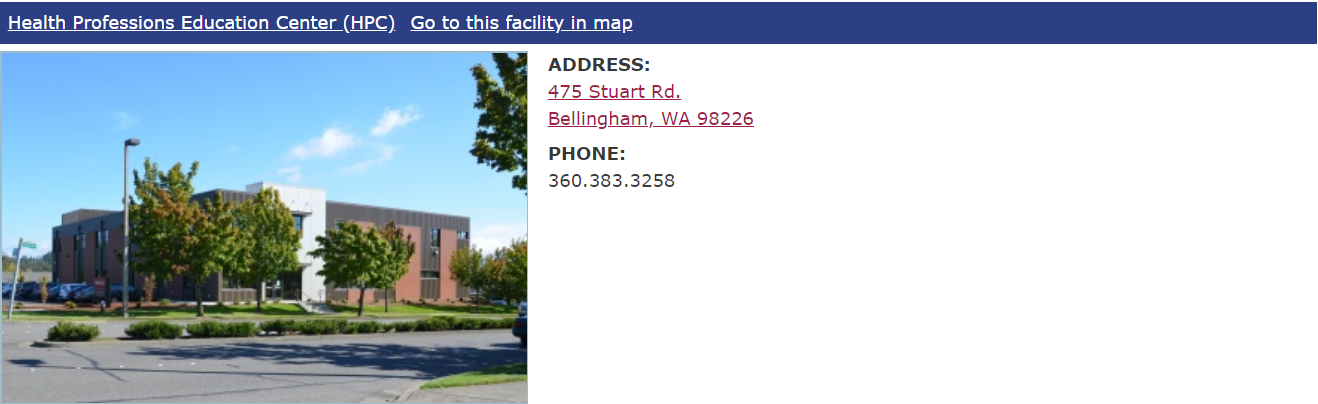 Health Professions Education Center (HPC) Go to this facility in map
ADDRESS:
475 Stuart Rd.
Bellingham, WA 98226
PHONE:
360.383.3258